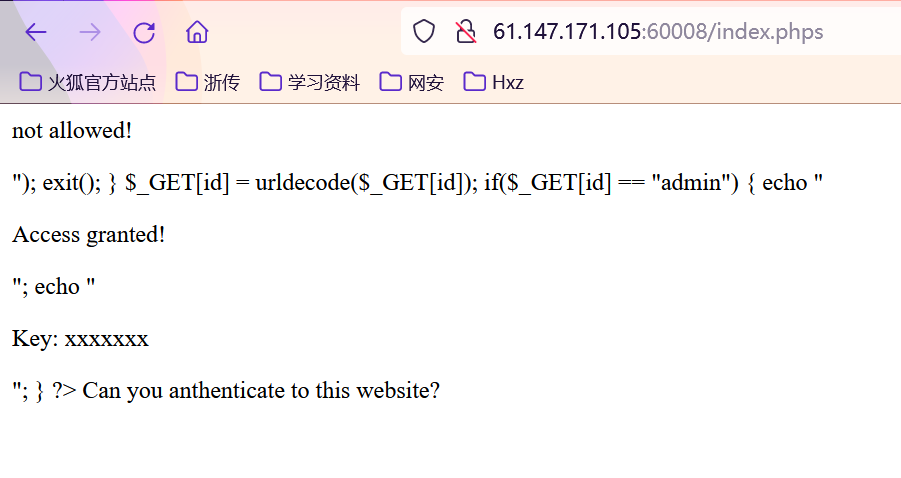 61.147.171.105:60008/index.phps
火狐官方站点 浙传 学习资料 网安 Hxz
not allowed!
"); exit(); } $_GET[id] = urldecode($_GET[id]); if($_GET[id] == "admin") { echo "
Access granted!
"; echo "
Key: xxxxxxx
"; } ?> Can you anthenticate to this website?